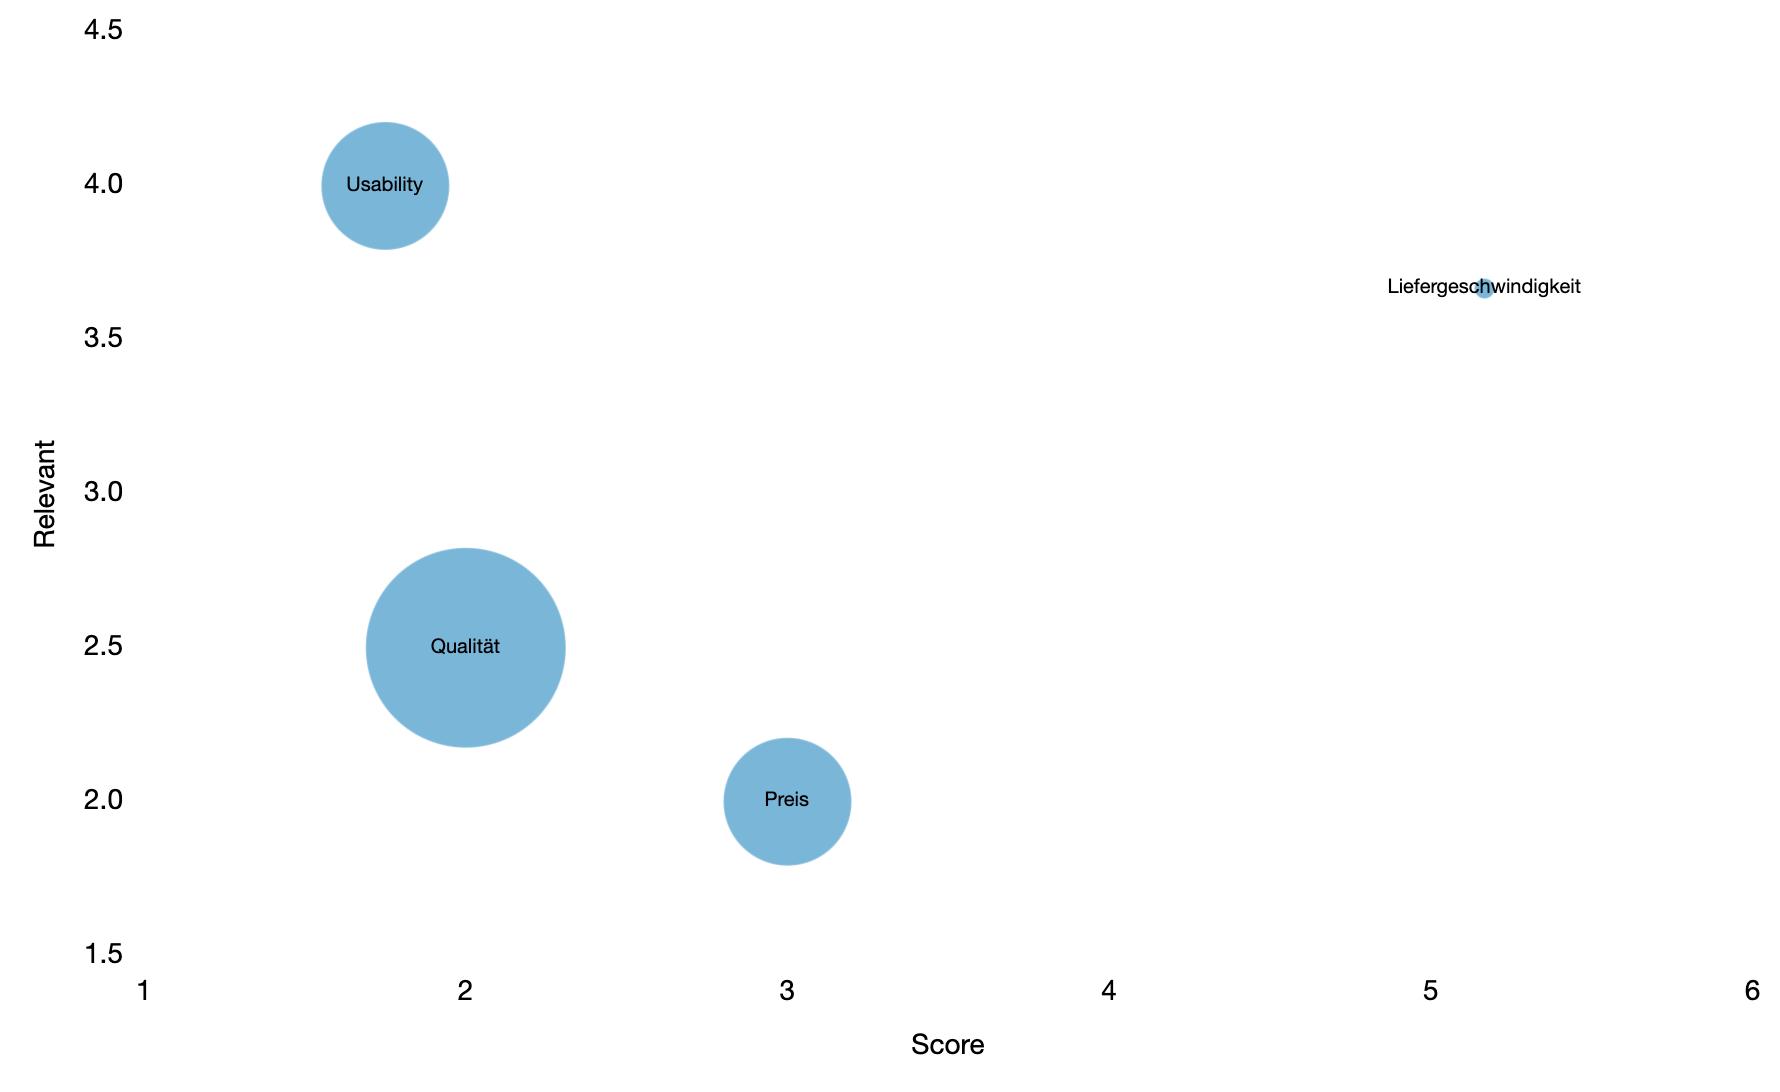 4.5
Usability
4.0
Liefergeschwindigkeit
3.5
Relevant
3.0
Qualität
2.5
Preis
2.0
1.5
1 2 3 4 5 6
Score